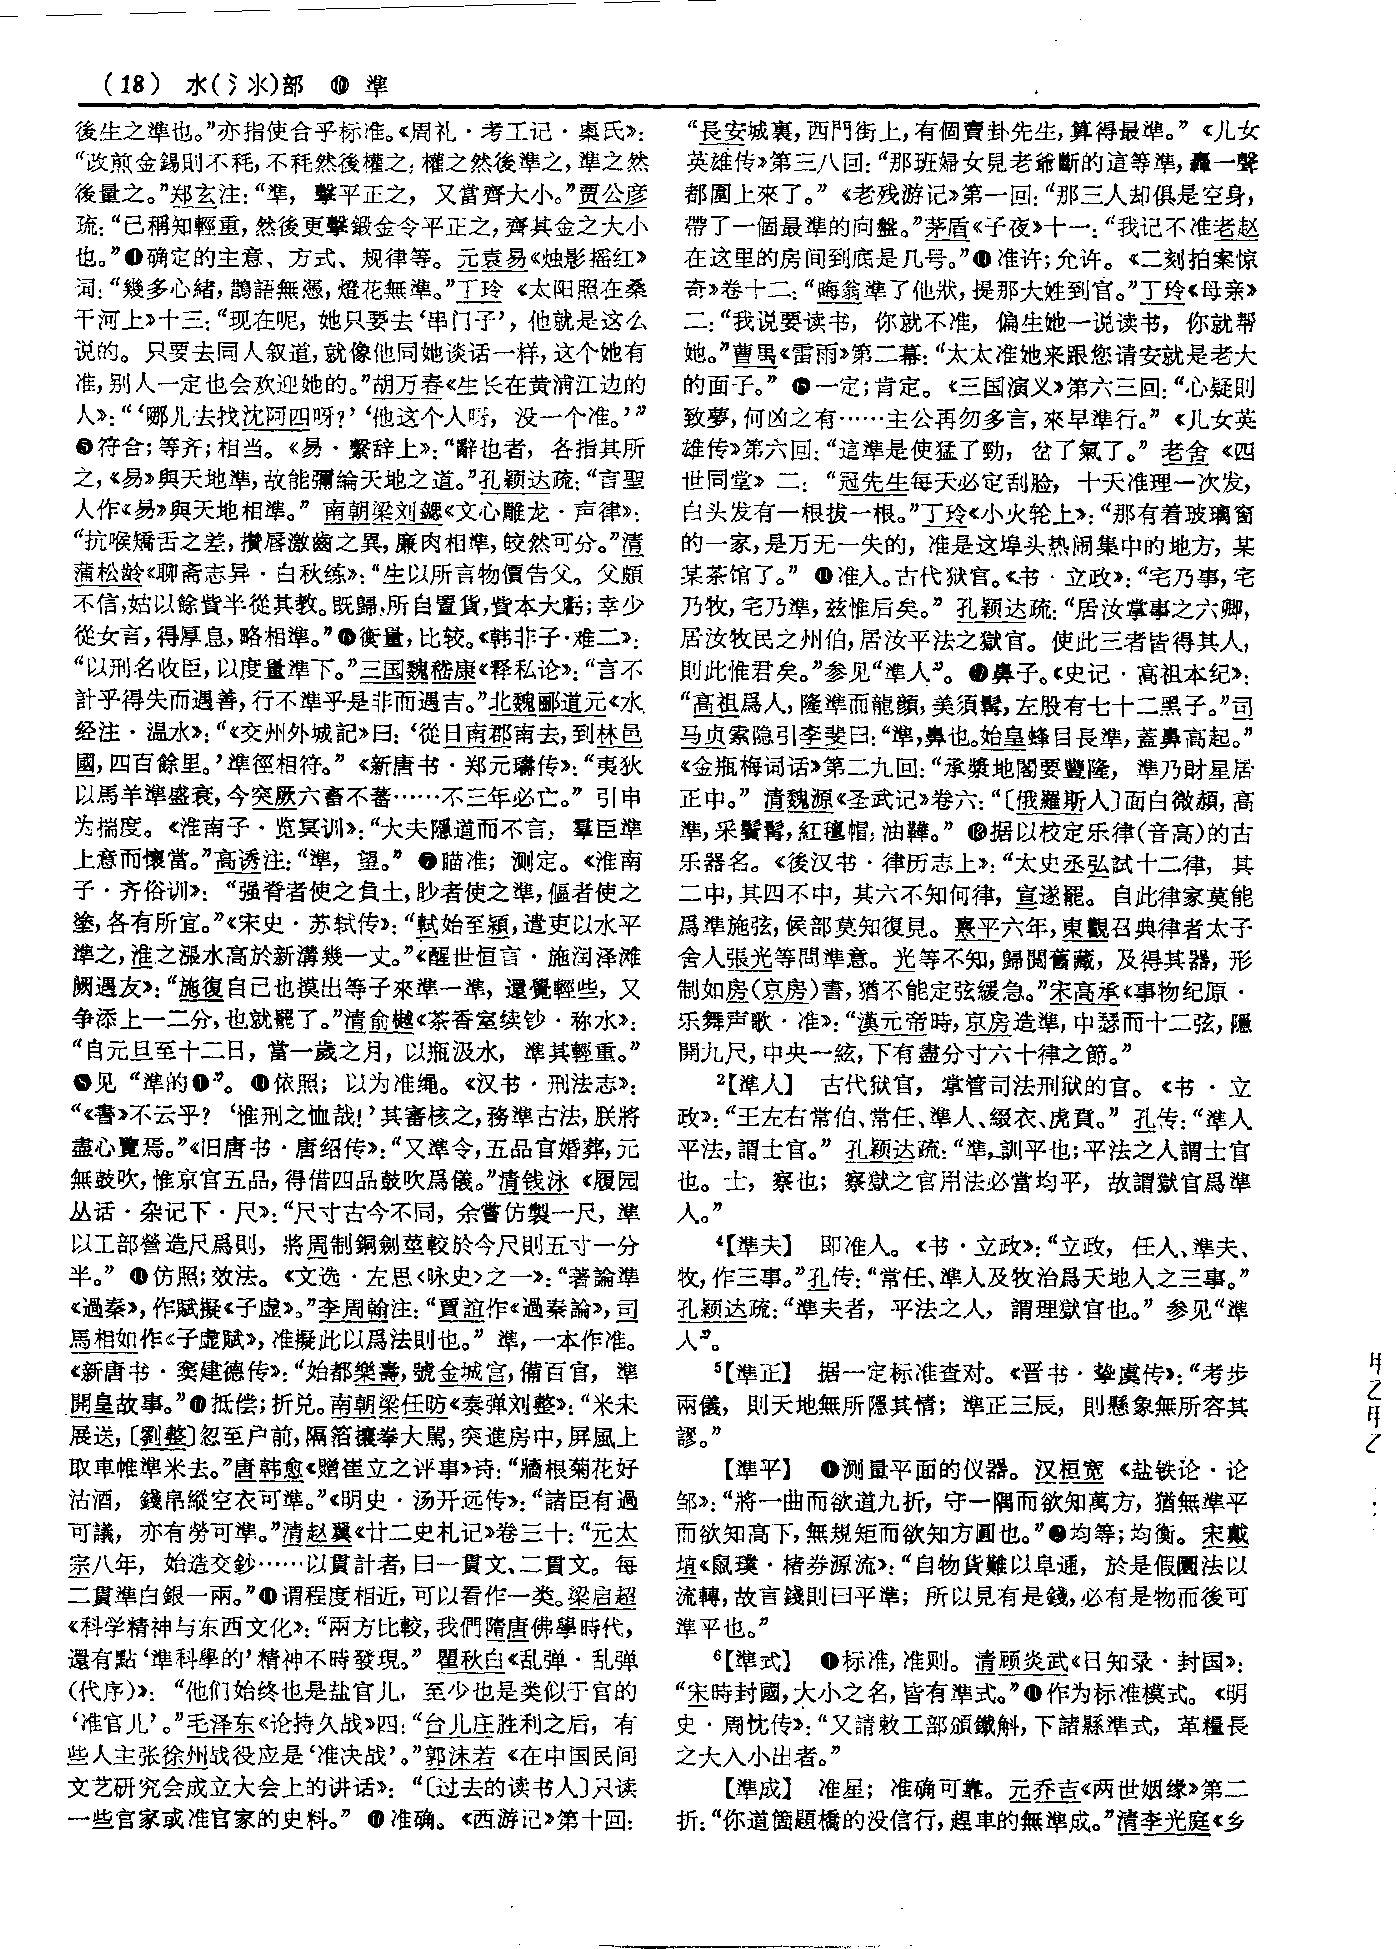 (18) 水(氵氺)部 ⑩ 準
後生之準也。”亦指使合乎标准。《周礼·考工记·㮚氏》：
“改煎金錫則不秏，不秏然後權之；權之然後準之，準之然
後量之。”郑玄注：“準，擊平正之，又當齊大小。”贾公彦
疏：“已稱知輕重，然後更擊鍛金令平正之，齊其金之大小
也。”❹确定的主意、方式、规律等。元袁易《烛影摇红》
词：“幾多心緒，鵲語無憑，燈花無準。”丁玲《太阳照在桑
干河上》十三：“现在呢，她只要去‘串门子’，他就是这么
说的。只要去同人叙道，就像他同她谈话一样，这个她有
准，别人一定也会欢迎她的。”胡万春《生长在黄浦江边的
人》：“‘哪儿去找沈阿四呀？’‘他这个人呀，没一个准。’”
❺符合；等齐；相当。《易·繫辞上》：“辭也者，各指其所
之，《易》與天地準，故能彌綸天地之道。”孔颖达疏：“言聖
人作《易》與天地相準。”南朝梁刘勰《文心雕龙·声律》：
“抗喉矯舌之差，攢唇激齒之異，廉肉相準，皎然可分。”清
蒲松龄《聊斋志异·白秋练》：“生以所言物價告父。父頗
不信，姑以餘貲半從其教。既歸，所自置貨，貲本大虧；幸少
從女言，得厚息，略相準。”❻衡量，比较。《韩非子·难二》：
“以刑名收臣，以度量準下。”三国魏嵇康《释私论》：“言不
計乎得失而遇善，行不準乎是非而遇吉。”北魏郦道元《水
经注·温水》：“《交州外城記》曰：‘從日南郡南去，到林邑
國，四百餘里。’準徑相符。”《新唐书·郑元璹传》：“夷狄
以馬羊準盛衰，今突厥六畜不蕃……不三年必亡。”引申
为揣度。《淮南子·览冥训》：“大夫隱道而不言，羣臣準
上意而懷當。”高诱注：“準，望。”❼瞄准；测定。《淮南
子·齐俗训》：“强脊者使之負土，眇者使之準，傴者使之
塗，各有所宜。”《宋史·苏轼传》：“軾始至潁，遣吏以水平
準之，淮之漲水高於新溝幾一丈。”《醒世恒言·施润泽滩
阙遇友》：“施復自己也摸出等子來準一準，還覺輕些，又
争添上一二分，也就罷了。”清俞樾《茶香室续钞·称水》：
“自元旦至十二日，當一歲之月，以瓶汲水，準其輕重。”
❽见“準的❶”。❾依照；以为准绳。《汉书·刑法志》：
“《書》不云乎？‘惟刑之恤哉！’其審核之，務準古法，朕將
盡心覽焉。”《旧唐书·唐绍传》：“又準令，五品官婚葬，元
無鼓吹，惟京官五品，得借四品鼓吹爲儀。”清钱泳《履园
丛话·杂记下·尺》：“尺寸古今不同，余嘗仿製一尺，準
以工部營造尺爲則，將周制銅劍莖較於今尺則五寸一分
半。”❿仿照；效法。《文选·左思〈咏史〉之一》：“著論準
《過秦》，作賦擬《子虛》。”李周翰注：“賈誼作《過秦論》，司
馬相如作《子虛賦》，准擬此以爲法則也。”準，一本作准。
《新唐书·窦建德传》：“始都樂壽，號金城宫，備百官，準
開皇故事。”⓫抵偿；折兑。南朝梁任昉《奏弹刘整》：“米未
展送，〔劉整〕忽至户前，隔箔攘拳大駡，突進房中，屏風上
取車帷準米去。”唐韩愈《赠崔立之评事》诗：“牆根菊花好
沽酒，錢帛縱空衣可準。”《明史·汤开远传》：“諸臣有過
可議，亦有勞可準。”清赵翼《廿二史札记》卷三十：“元太
宗八年，始造交鈔……以貫計者，曰一貫文、二貫文。每
二貫準白銀一兩。”⓬谓程度相近，可以看作一类。梁启超
《科学精神与东西文化》：“兩方比較，我們隋唐佛學時代，
還有點‘準科學的’精神不時發現。”瞿秋白《乱弹·乱弹
(代序)》：“他们始终也是盐官儿，至少也是类似于官的
‘准官儿’。”毛泽东《论持久战》四：“台儿庄胜利之后，有
些人主张徐州战役应是‘准决战’。”郭沫若《在中国民间
文艺研究会成立大会上的讲话》：“〔过去的读书人〕只读
一些官家或准官家的史料。”⓭准确。《西游记》第十回：
“長安城裏，西門街上，有個賣卦先生，算得最準。”《儿女
英雄传》第三八回：“那班婦女見老爺斷的這等準，轟一聲
都圍上來了。”《老残游记》第一回：“那三人却俱是空身，
帶了一個最準的向盤。”茅盾《子夜》十一：“我记不准老赵
在这里的房间到底是几号。”⓮准许；允许。《二刻拍案惊
奇》卷十二：“晦翁準了他狀，提那大姓到官。”丁玲《母亲》
二：“我说要读书，你就不准，偏生她一说读书，你就帮
她。”曹禺《雷雨》第二幕：“太太准她来跟您请安就是老大
的面子。”⓯一定；肯定。《三国演义》第六三回：“心疑則
致夢，何凶之有……主公再勿多言，來早準行。”《儿女英
雄传》第六回：“這準是使猛了勁，岔了氣了。”老舍《四
世同堂》二：“冠先生每天必定刮脸，十天准理一次发，
白头发有一根拔一根。”丁玲《小火轮上》：“那有着玻璃窗
的一家，是万无一失的，准是这埠头热闹集中的地方，某
某茶馆了。”⓰准人。古代狱官。《书·立政》：“宅乃事，宅
乃牧，宅乃準，兹惟后矣。”孔颖达疏：“居汝掌事之六卿，
居汝牧民之州伯，居汝平法之獄官。使此三者皆得其人，
則此惟君矣。”参见“準人”。⓱鼻子。《史记·高祖本纪》：
“高祖爲人，隆準而龍顔，美須髯，左股有七十二黑子。”司
马贞索隐引李斐曰：“準，鼻也。始皇蜂目長準，蓋鼻高起。”
《金瓶梅词话》第二九回：“承漿地閣要豐隆，準乃財星居
正中。”清魏源《圣武记》卷六：“〔俄羅斯人〕面白微頳，高
準，采鬢髯，紅氊帽，油韡。”⓲据以校定乐律(音高)的古
乐器名。《後汉书·律历志上》：“太史丞弘試十二律，其
二中，其四不中，其六不知何律，宣遂罷。自此律家莫能
爲準施弦，候部莫知復見。熹平六年，東觀召典律者太子
舍人張光等問準意。光等不知，歸閲舊藏，及得其器，形
制如房(京房)書，猶不能定弦緩急。”宋高承《事物纪原·
乐舞声歌·准》：“漢元帝時，京房造準，中瑟而十二弦，隱
間九尺，中央一絃，下有畫分寸六十律之節。”
²【準人】 古代狱官，掌管司法刑狱的官。《书·立
政》：“王左右常伯、常任、準人、綴衣、虎賁。”孔传：“準人
平法，謂士官。”孔颖达疏：“準，訓平也；平法之人謂士官
也。士，察也；察獄之官用法必當均平，故謂獄官爲準
人。”
⁴【準夫】 即准人。《书·立政》：“立政，任人、準夫、
牧，作三事。”孔传：“常任、準人及牧治爲天地人之三事。”
孔颖达疏：“準夫者，平法之人，謂理獄官也。”参见“準
人”。
⁵【準正】 据一定标准查对。《晋书·挚虞传》：“考步
兩儀，則天地無所隱其情；準正三辰，則懸象無所容其
謬。”
【準平】 ❶测量平面的仪器。汉桓宽《盐铁论·论
邹》：“將一曲而欲道九折，守一隅而欲知萬方，猶無準平
而欲知高下，無規矩而欲知方圓也。”❷均等；均衡。宋戴
埴《鼠璞·楮券源流》：“自物貨難以阜通，於是假圜法以
流轉，故言錢則曰平準；所以見有是錢，必有是物而後可
準平也。”
⁶【準式】 ❶标准，准则。清顾炎武《日知录·封国》：
“宋時封國，大小之名，皆有準式。”❷作为标准模式。《明
史·周忱传》：“又請敕工部頒鐵斛，下諸縣準式，革糧長
之大入小出者。”
【準成】 准星；准确可靠。元乔吉《两世姻缘》第二
折：“你道箇題橋的没信行，趕車的無準成。”清李光庭《乡